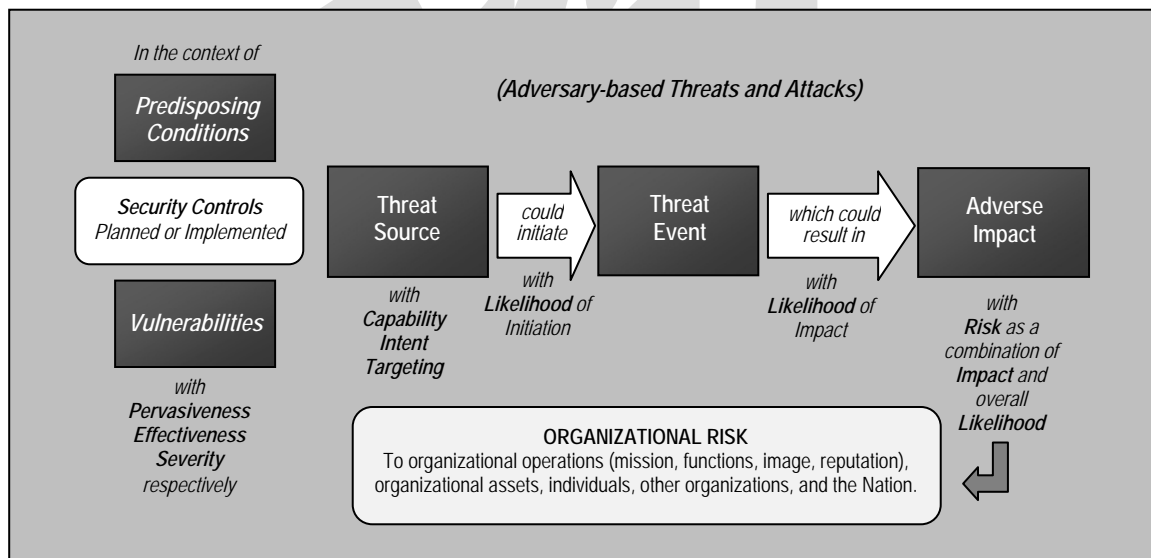 In the context of
Predisposing
Conditions
Security Controls
Planned or Implemented
Vulnerabilities
with
Pervasiveness
Effectiveness
Severity
respectively
(Adversary-based Threats and Attacks)
Threat
Source
with
Capability
Intent
Targeting
could
initiate
with
Likelihood of
Initiation
Threat
Event
which could
result in
with
Likelihood of
Impact
Adverse
Impact
with
Risk as a
combination of
Impact and
overall
Likelihood
ORGANIZATIONAL RISK
To organizational operations (mission, functions, image, reputation),
organizational assets, individuals, other organizations, and the Nation.